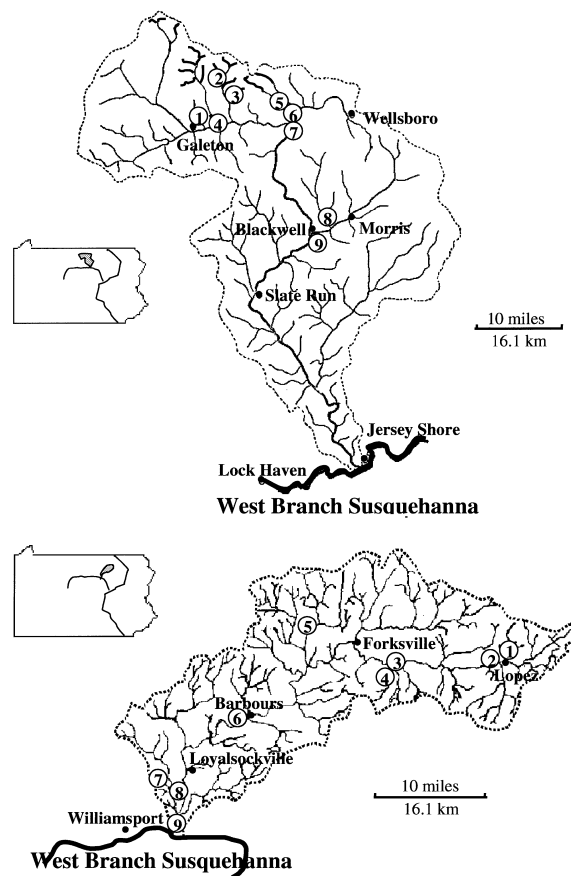 2
3
5
1
6
4
7
Wellsboro
Galeton
8
Blackwell
Morris
9
Slate Run
10 miles
16.1 km
Jersey Shore
Lock Haven
West Branch Susquehanna
5
Forksville
1
3
2
4
Lopez
Barbours
6
Loyalsockville
7
8
10 miles
16.1 km
Williamsport
9
West Branch Susquehanna